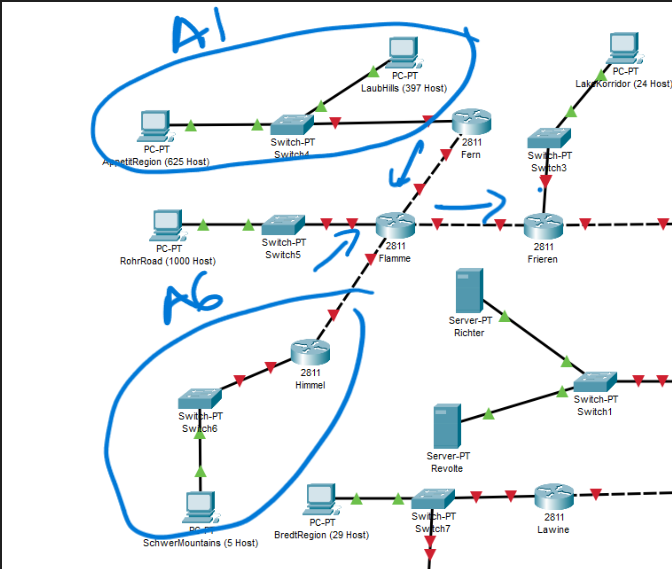 A1
PC-PT
LaubHills (397 Host)
PC-PT
LakeKorridor (24 Host)
PC-PT
AppetitRegion (625 Host)
Switch-PT
Switch4
2811
Fern
Switch-PT
Switch3
PC-PT
RohrRoad (1000 Host)
Switch-PT
Switch5
2811
Flamme
2811
Frieren
A6
Server-PT
Richter
2811
Himmel
Switch-PT
Switch1
Switch-PT
Switch6
Server-PT
Revolte
PC-PT
SchwerMountains (5 Host)
PC-PT
BredtRegion (29 Host)
Switch-PT
Switch7
2811
Lawine